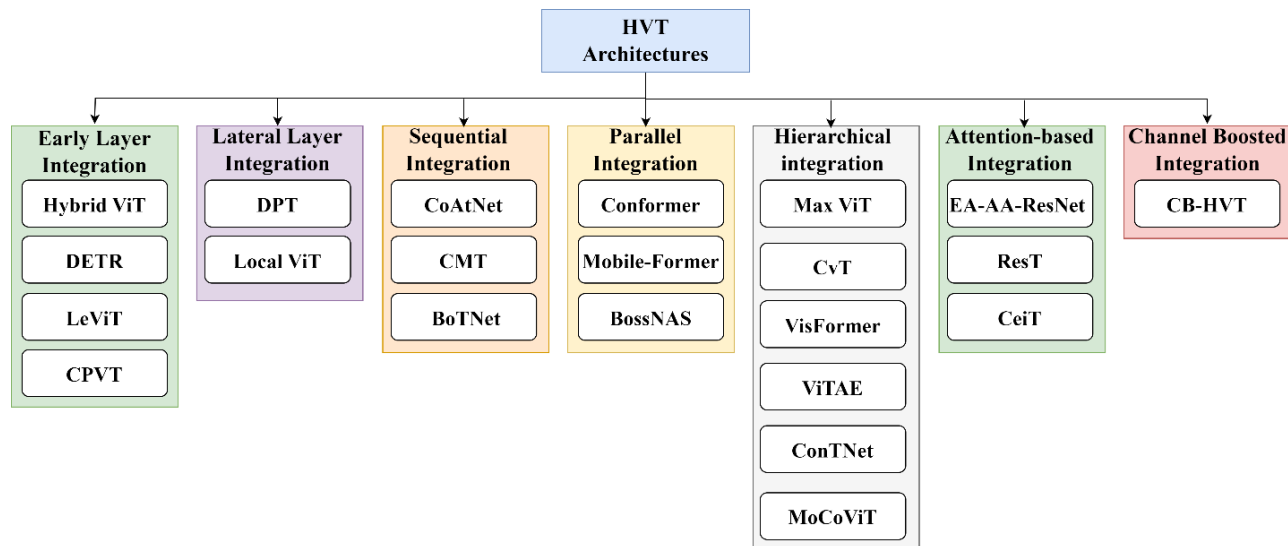 HVT
Architectures
Early Layer
Integration
Hybrid ViT
DETR
LeViT
CPVT
Lateral Layer
Integration
DPT
Local ViT
Sequential
Integration
CoAtNet
CMT
BoTNet
Parallel
Integration
Conformer
Mobile-Former
BossNAS
Hierarchical
integration
Max ViT
CvT
VisFormer
ViTAE
ConTNet
MoCoViT
Attention-based
Integration
EA-AA-ResNet
ResT
CeiT
Channel Boosted
Integration
CB-HVT